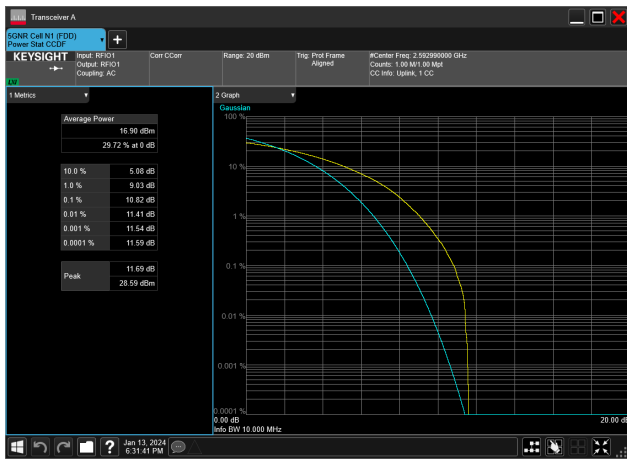 Transceiver A
5GNR Cell N1 (FDD)
Power Stat CCDF
KEYSIGHT
Input: RFIO1
Output: RFIO1
Coupling: AC
Corr CCorr
Range: 20 dBm
Trig: Prot Frame
Aligned
#Center Freq: 2.592990000 GHz
Counts: 1.00 M/1.00 Mpt
CC Info: Uplink, 1 CC
LNI
1 Metrics
Average Power
16.90 dBm
29.72 % at 0 dB
10.0 % 5.08 dB
1.0 % 9.03 dB
0.1 % 10.82 dB
0.01 % 11.41 dB
0.001 % 11.54 dB
0.0001 % 11.59 dB
Peak
11.69 dB
28.59 dBm
2 Graph
Gaussian
100 %
10 %
1 %
0.1 %
0.01 %
0.001 %
0.0001 %
0.00 dB
20.00 dB
Info BW 10.000 MHz
Jan 13, 2024
6:31:41 PM